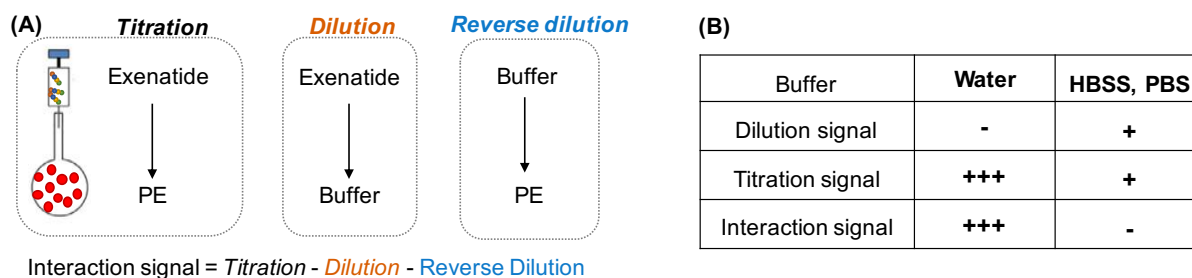 (A)
Titration
Dilution
Reverse dilution
Exenatide
Exenatide
Buffer
PE
Buffer
PE
Interaction signal = Titration - Dilution - Reverse Dilution
(B)
Buffer Water HBSS, PBS
Dilution signal - +
Titration signal +++ +
Interaction signal +++ -